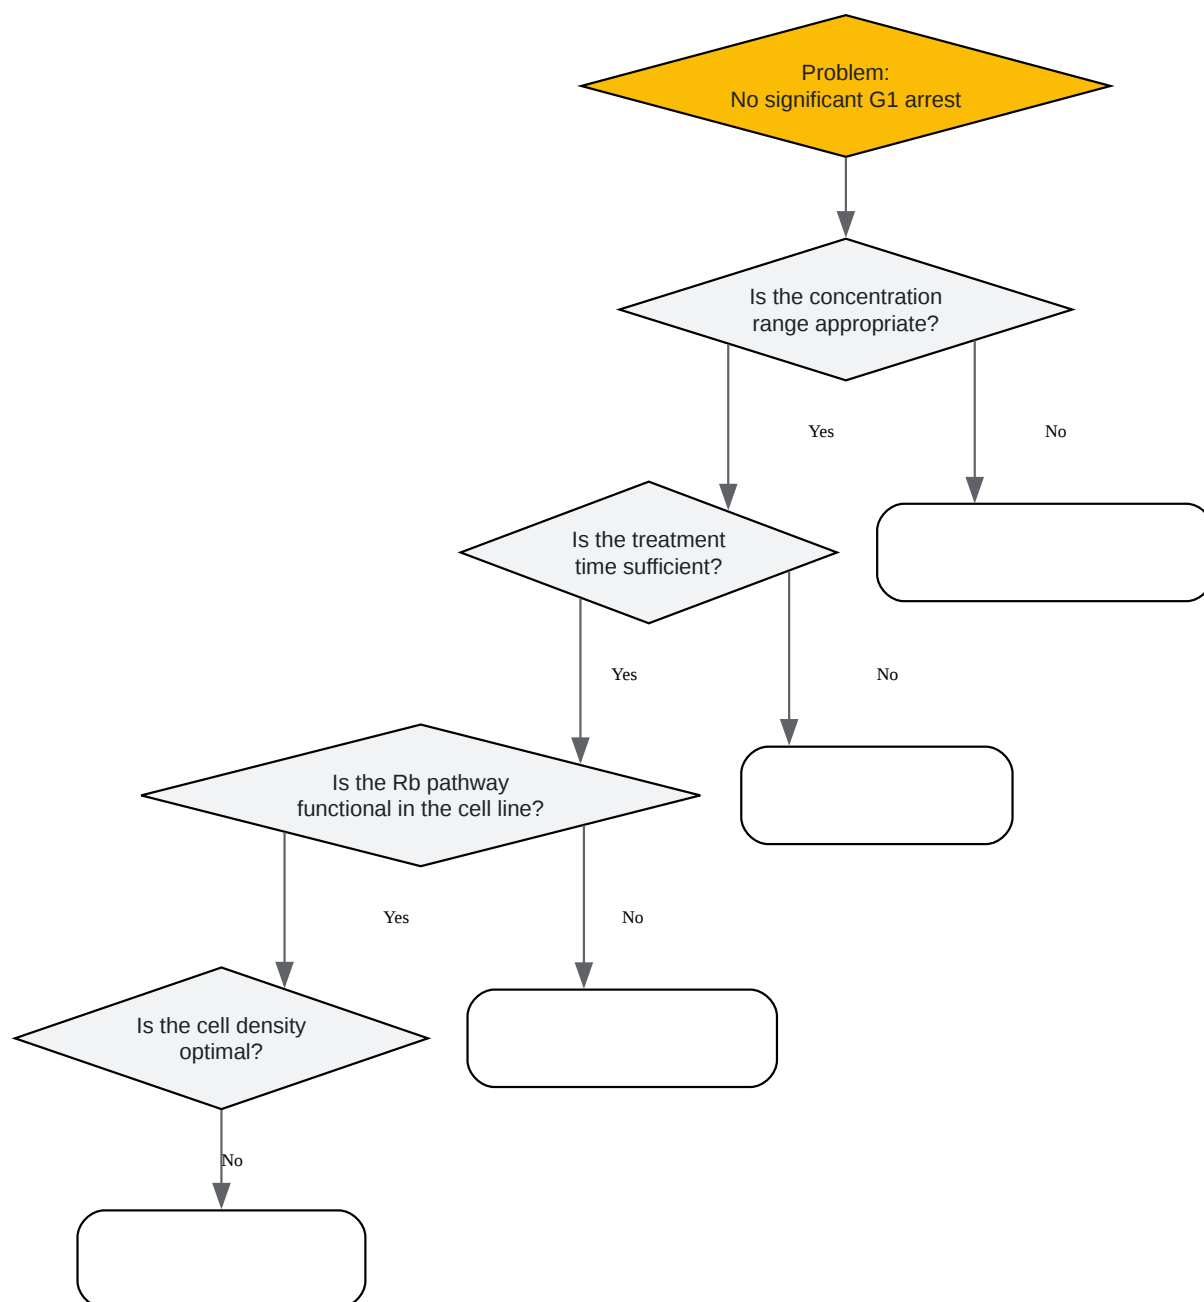 Problem:
No significant G1 arrest
Is the concentration
range appropriate?
Yes
No
Is the treatment
time sufficient?
Yes
No
Is the Rb pathway
functional in the cell line?
Yes
No
Is the cell density
optimal?
No